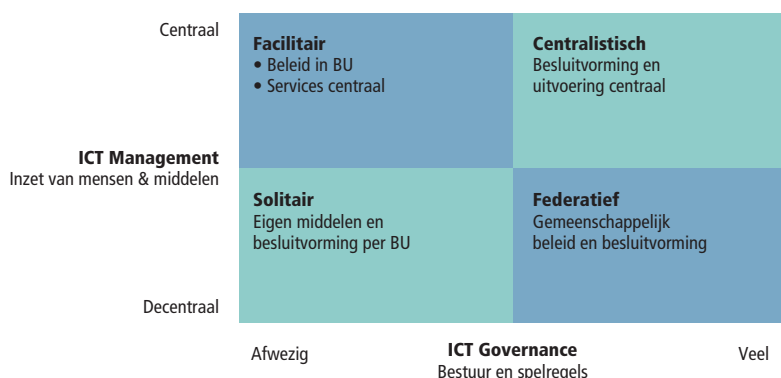 Centraal
Facilitair
• Beleid in BU
• Services centraal
Centralistisch
Besluitvorming en
uitvoering centraal
ICT Management
Inzet van mensen & middelen
Solitair
Eigen middelen en
besluitvorming per BU
Federatief
Gemeenschappelijk
beleid en besluitvorming
Decentraal
Afwezig
ICT Governance
Veel
Bestuur en spelregels